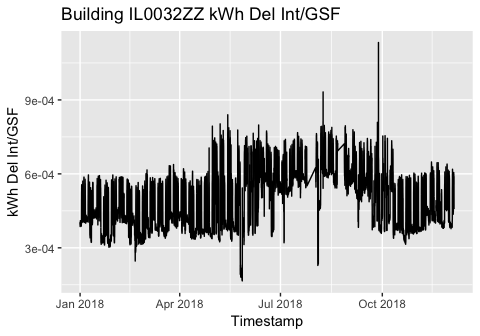 Building IL0032ZZ kWh Del Int/GSF
kWh Del Int/GSF
9e-04
6e-04
3e-04
Jan 2018
Apr 2018
Jul 2018
Oct 2018
Timestamp